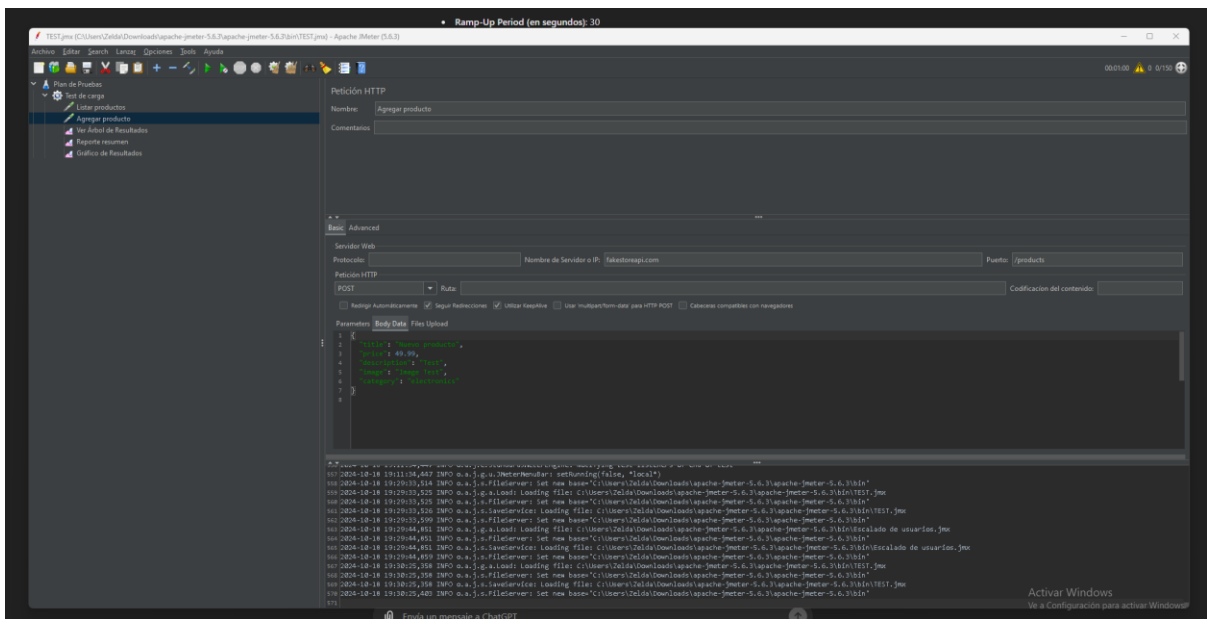 • Ramp-Up Period (en segundos): 30
TEST.jmx (C:\Users\Zelda\Downloads\apache-jmeter-5.6.3\apache-jmeter-5.6.3\bin\TEST.jmx) - Apache JMeter (5.6.3)
Archivo Editar Search Lanzar Opciones Tools Ayuda
00:01:00 0 0/150
Plan de Pruebas
Test de carga
Listar productos
Agregar producto
Ver Árbol de Resultados
Reporte resumen
Gráfico de Resultados
Petición HTTP
Nombre: Agregar producto
Comentarios
Basic Advanced
Servidor Web
Protocolo: Nombre de Servidor o IP: fakestoreapi.com Puerto: /products
Petición HTTP
POST Ruta: Codificación del contenido:
Redirigir Automáticamente Seguir Redirecciones Utilizar KeepAlive Usar 'multipart/form-data' para HTTP POST Cabeceras compatibles con navegadores
Parameters Body Data Files Upload
1 {
2 "title": "Nuevo producto",
3 "price": 49.99,
4 "description": "Test",
5 "image": "Image Test",
6 "category": "electronics"
7 }
8
557 2024-10-18 19:11:34,447 INFO o.a.j.g.u.JMeterMenuBar: setRunning(false, *local*)
558 2024-10-18 19:29:33,514 INFO o.a.j.s.FileServer: Set new base='C:\Users\Zelda\Downloads\apache-jmeter-5.6.3\apache-jmeter-5.6.3\bin'
559 2024-10-18 19:29:33,525 INFO o.a.j.g.a.Load: Loading file: C:\Users\Zelda\Downloads\apache-jmeter-5.6.3\apache-jmeter-5.6.3\bin\TEST.jmx
560 2024-10-18 19:29:33,525 INFO o.a.j.s.FileServer: Set new base='C:\Users\Zelda\Downloads\apache-jmeter-5.6.3\apache-jmeter-5.6.3\bin'
561 2024-10-18 19:29:33,526 INFO o.a.j.s.SaveService: Loading file: C:\Users\Zelda\Downloads\apache-jmeter-5.6.3\apache-jmeter-5.6.3\bin\TEST.jmx
562 2024-10-18 19:29:33,599 INFO o.a.j.s.FileServer: Set new base='C:\Users\Zelda\Downloads\apache-jmeter-5.6.3\apache-jmeter-5.6.3\bin'
563 2024-10-18 19:29:44,051 INFO o.a.j.g.a.Load: Loading file: C:\Users\Zelda\Downloads\apache-jmeter-5.6.3\apache-jmeter-5.6.3\bin\Escalado de usuarios.jmx
564 2024-10-18 19:29:44,051 INFO o.a.j.s.FileServer: Set new base='C:\Users\Zelda\Downloads\apache-jmeter-5.6.3\apache-jmeter-5.6.3\bin'
565 2024-10-18 19:29:44,051 INFO o.a.j.s.SaveService: Loading file: C:\Users\Zelda\Downloads\apache-jmeter-5.6.3\apache-jmeter-5.6.3\bin\Escalado de usuarios.jmx
566 2024-10-18 19:29:44,059 INFO o.a.j.s.FileServer: Set new base='C:\Users\Zelda\Downloads\apache-jmeter-5.6.3\apache-jmeter-5.6.3\bin'
567 2024-10-18 19:30:25,358 INFO o.a.j.g.a.Load: Loading file: C:\Users\Zelda\Downloads\apache-jmeter-5.6.3\apache-jmeter-5.6.3\bin\TEST.jmx
568 2024-10-18 19:30:25,358 INFO o.a.j.s.FileServer: Set new base='C:\Users\Zelda\Downloads\apache-jmeter-5.6.3\apache-jmeter-5.6.3\bin'
569 2024-10-18 19:30:25,358 INFO o.a.j.s.SaveService: Loading file: C:\Users\Zelda\Downloads\apache-jmeter-5.6.3\apache-jmeter-5.6.3\bin\TEST.jmx
570 2024-10-18 19:30:25,403 INFO o.a.j.s.FileServer: Set new base='C:\Users\Zelda\Downloads\apache-jmeter-5.6.3\apache-jmeter-5.6.3\bin'
571
Activar Windows
Ve a Configuración para activar Windows.
Envía un mensaje a ChatGPT